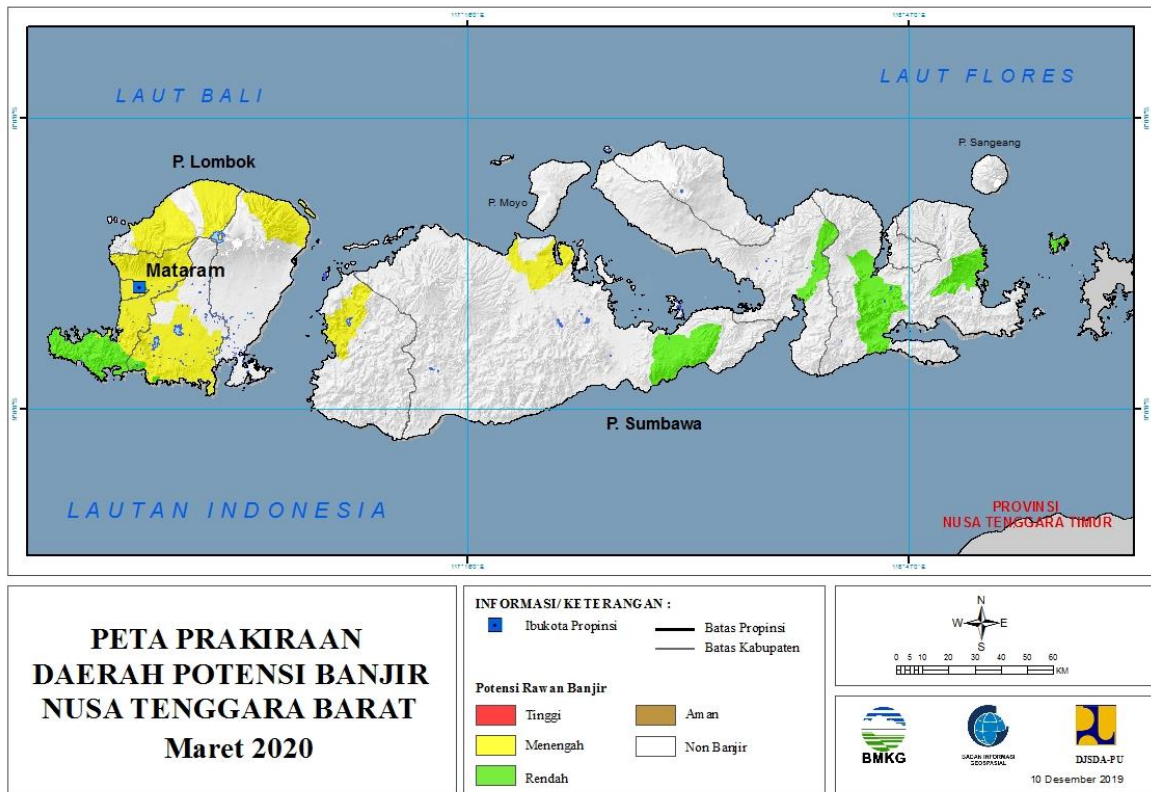 LAUT BALI
LAUT FLORES
P. Lombok
P. Sangeang
P. Moyo
Mataram
P. Sumbawa
LAUTAN INDONESIA
PROVINSI
NUSA TENGGARA TIMUR
PETA PRAKIRAAN
DAERAH POTENSI BANJIR
NUSA TENGGARA BARAT
Maret 2020
INFORMASI/ KETERANGAN :
Ibukota Propinsi
Batas Propinsi
Batas Kabupaten
Potensi Rawan Banjir
Tinggi
Aman
Menengah
Non Banjir
Rendah
N
W E
S
0 5 10 20 30 40 50 60
KM
BMKG
BADAN INFORMASI
GEOSPASIAL
DJSDA-PU
10 Desember 2019